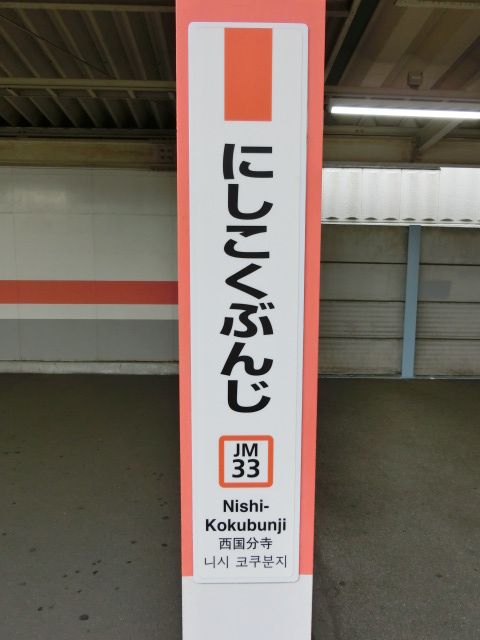 にしこくぶんじ
JM
33
Nishi-
Kokubunji
西国分寺
니시 코쿠분지